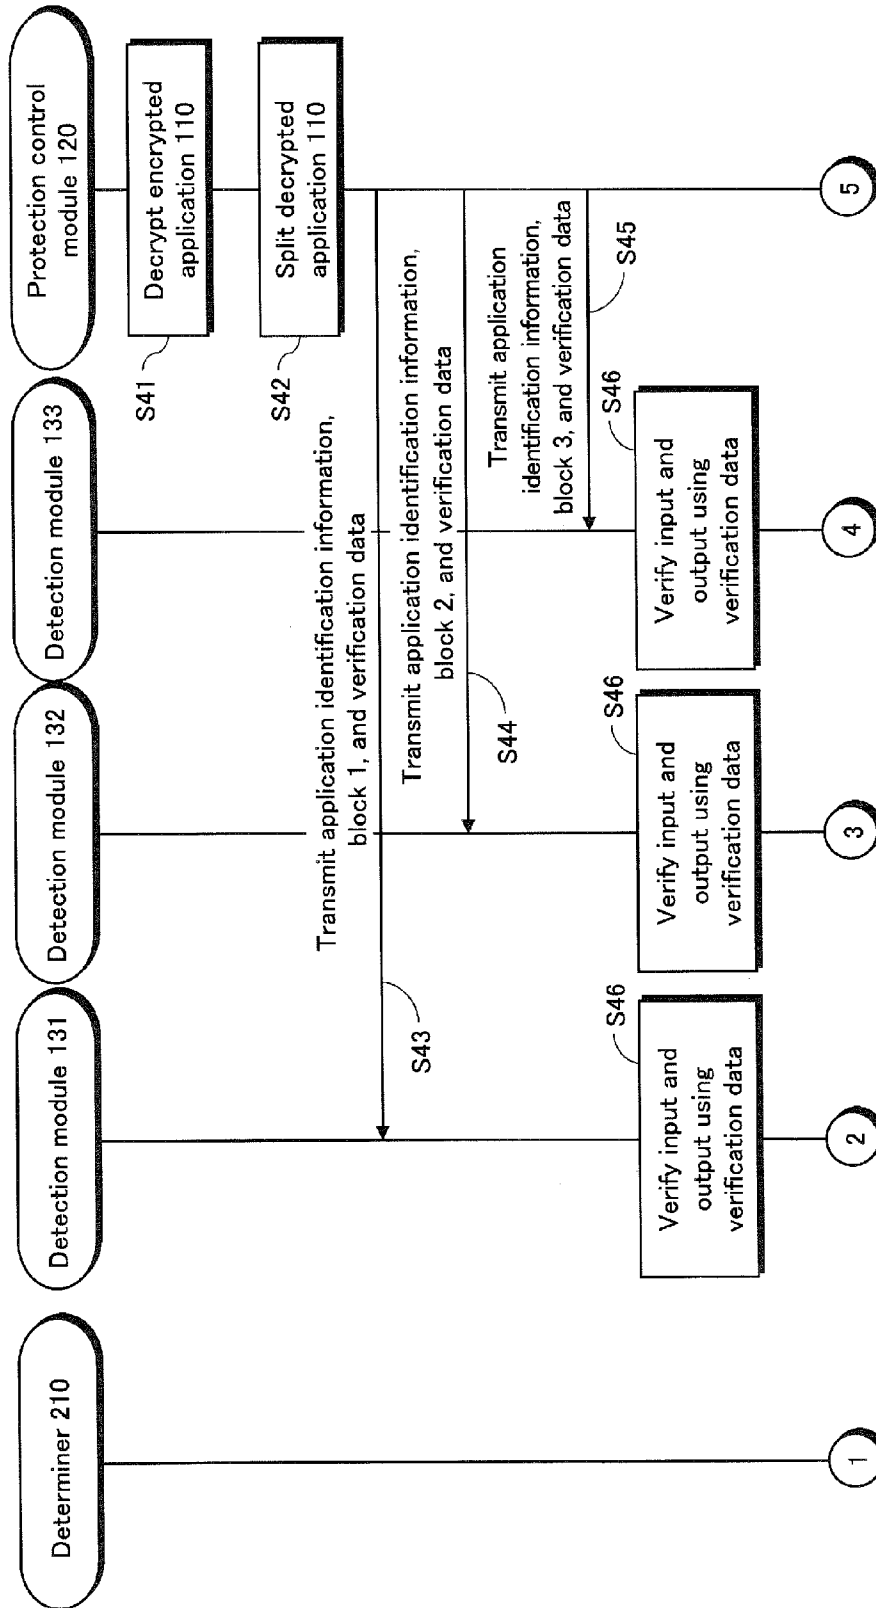 Determiner 210
Detection module 131
Detection module 132
Detection module 133
Protection control
module 120
S41
Decrypt encrypted
application 110
S42
Split decrypted
application 110
Transmit application identification information,
block 1, and verification data
S43
Transmit application identification information,
block 2, and verification data
S44
Transmit application
identification information,
block 3, and verification data
S45
S46
Verify input and
output using
verification data
S46
Verify input and
output using
verification data
S46
Verify input and
output using
verification data
1
2
3
4
5